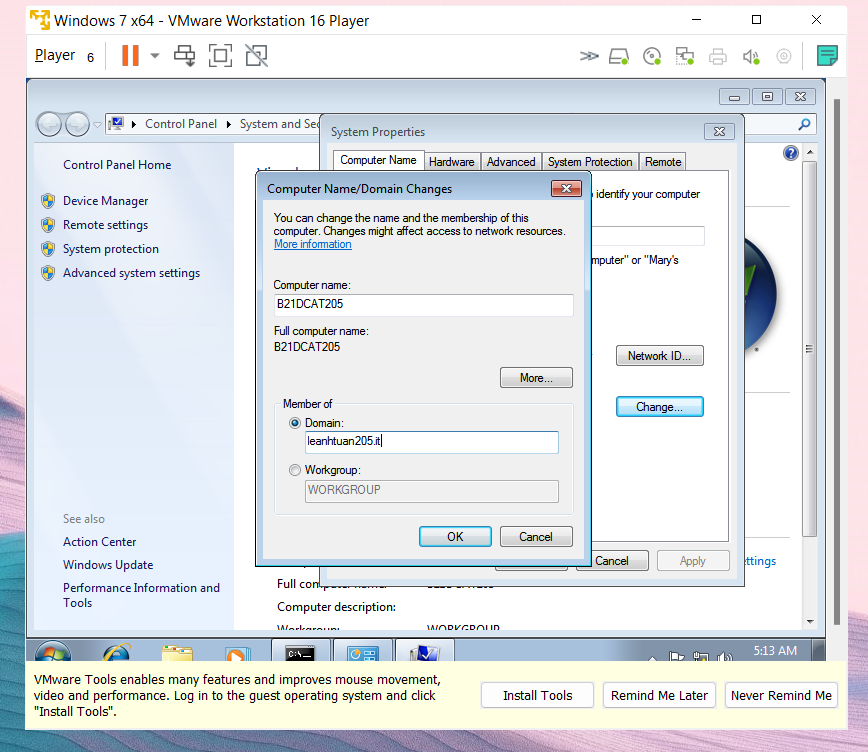 Windows 7 x64 - VMware Workstation 16 Player
Player 6
Control Panel System and Sec
System Properties
Computer Name Hardware Advanced System Protection Remote
Control Panel Home
Device Manager
Remote settings
System protection
Advanced system settings
See also
Action Center
Windows Update
Performance Information and
Tools
identify your computer
mputer" or "Mary's
Network ID...
Change...
Cancel
Apply
ettings
Computer Name/Domain Changes
You can change the name and the membership of this
computer. Changes might affect access to network resources.
More information
Computer name:
B21DCAT205
Full computer name:
B21DCAT205
More...
Member of
Domain:
leanhtuan205.it
Workgroup:
WORKGROUP
OK
Cancel
Computer description:
Workgroup: WORKGROUP
C:\.
5:13 AM
VMware Tools enables many features and improves mouse movement,
video and performance. Log in to the guest operating system and click
"Install Tools".
Install Tools
Remind Me Later
Never Remind Me